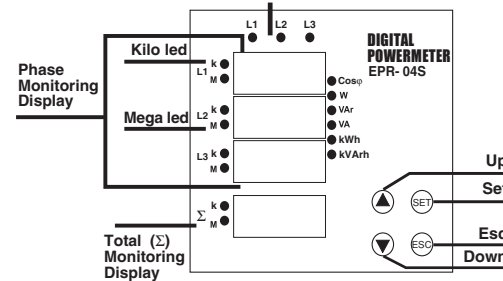 L1 L2 L3
DIGITAL
POWERMETER
EPR- 04S
Kilo led
k
L1
M
Phase
Monitoring
Display
Cosφ
W
VAr
VA
kWh
kVArh
Mega led
L2 k
M
L3 k
M
Up
Set
SET
Σ k
M
Esc
ESC
Down
Total (Σ)
Monitoring
Display